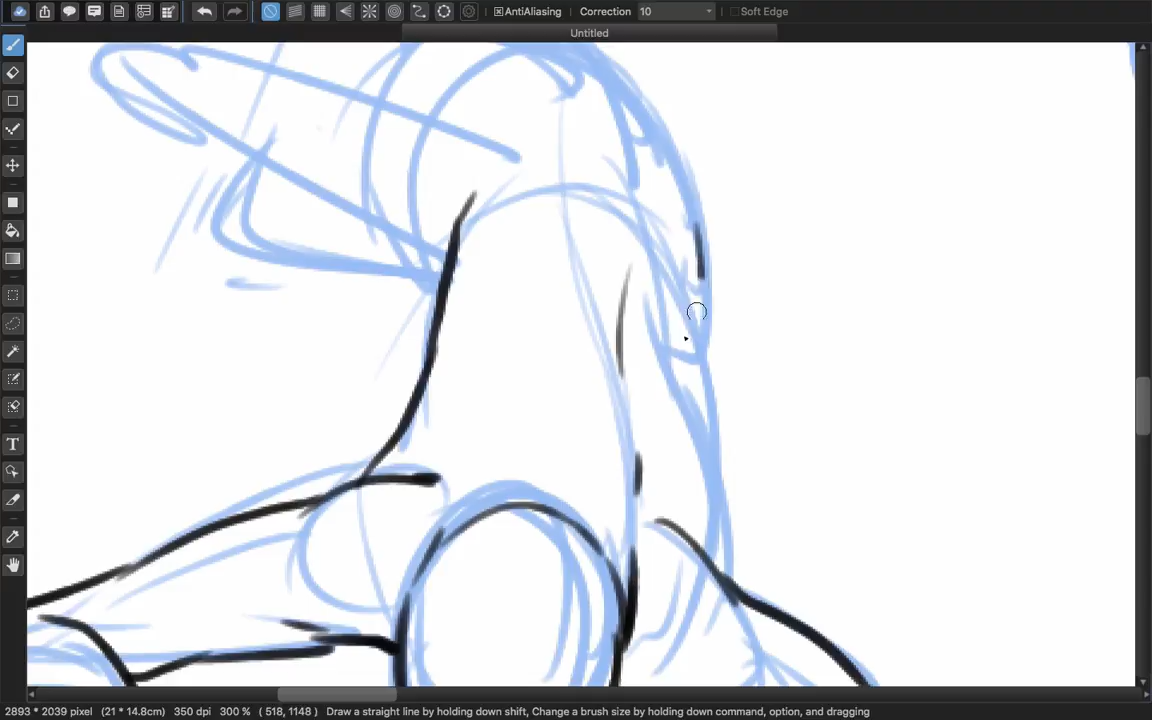 AntiAliasing Correction 10 Soft Edge
Untitled
T
2893 * 2039 pixel (21 * 14.8cm) 350 dpi 300 % ( 518, 1148 ) Draw a straight line by holding down shift, Change a brush size by holding down command, option, and dragging